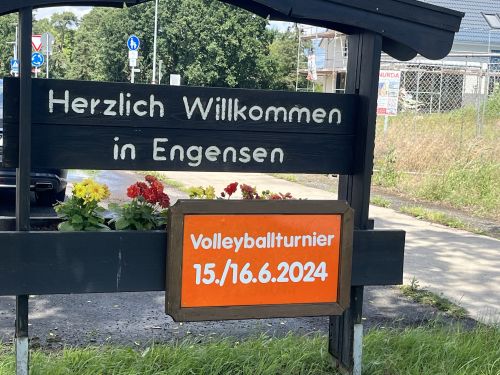 Herzlich Willkommen
in Engensen
Volleyballturnier
15./16.6.2024